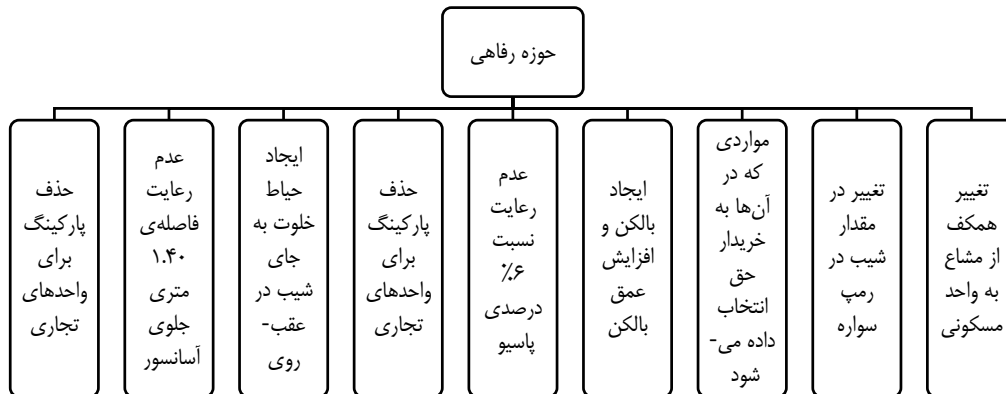 حوزه رفاهی
تغییر
همکف
از مشاع
به واحد
مسکونی
تغییر در
مقدار
شیب در
رمپ
سواره
مواردی
که در
آن‌ها به
خریدار
حق
انتخاب
داده می-
شود
ایجاد
بالکن و
افزایش
عمق
بالکن
عدم
رعایت
نسبت
۶٪
درصدی
پاسیو
حذف
پارکینگ
برای
واحدهای
تجاری
ایجاد
حیاط
خلوت به
جای
شیب در
عقب-
روی
عدم
رعایت
فاصله‌ی
۱.۴۰
متری
جلوی
آسانسور
حذف
پارکینگ
برای
واحدهای
تجاری